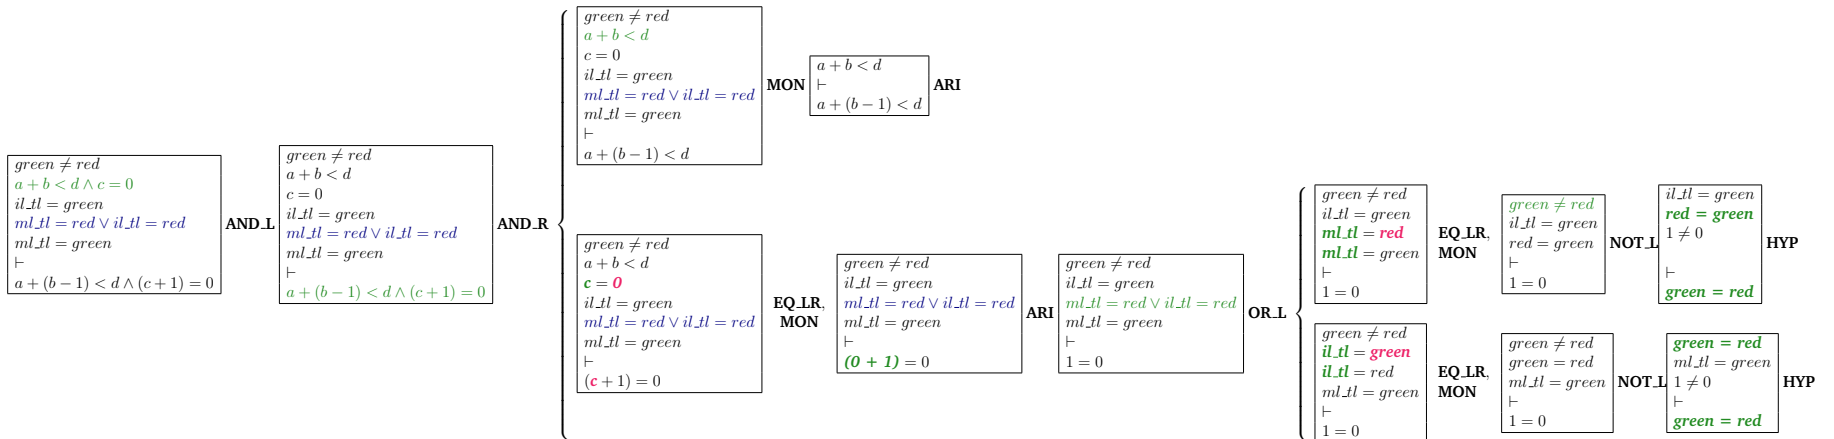 green ≠ red
a + b < d ∧ c = 0
il_tl = green
ml_tl = red ∨ il_tl = red
ml_tl = green
⊢
a + (b − 1) < d ∧ (c + 1) = 0
AND_L
green ≠ red
a + b < d
c = 0
il_tl = green
ml_tl = red ∨ il_tl = red
ml_tl = green
⊢
a + (b − 1) < d ∧ (c + 1) = 0
AND_R
green ≠ red
a + b < d
c = 0
il_tl = green
ml_tl = red ∨ il_tl = red
ml_tl = green
⊢
a + (b − 1) < d
MON
a + b < d
⊢
a + (b − 1) < d
ARI
green ≠ red
a + b < d
c = 0
il_tl = green
ml_tl = red ∨ il_tl = red
ml_tl = green
⊢
(c + 1) = 0
EQ_LR,
MON
green ≠ red
il_tl = green
ml_tl = red ∨ il_tl = red
ml_tl = green
⊢
(0 + 1) = 0
ARI
green ≠ red
il_tl = green
ml_tl = red ∨ il_tl = red
ml_tl = green
⊢
1 = 0
OR_L
green ≠ red
il_tl = green
ml_tl = red
ml_tl = green
⊢
1 = 0
EQ_LR,
MON
green ≠ red
il_tl = green
red = green
⊢
1 = 0
NOT_L
il_tl = green
red = green
1 ≠ 0
⊢
green = red
HYP
green ≠ red
il_tl = green
il_tl = red
ml_tl = green
⊢
1 = 0
EQ_LR,
MON
green ≠ red
green = red
ml_tl = green
⊢
1 = 0
NOT_L
green = red
ml_tl = green
1 ≠ 0
⊢
green = red
HYP